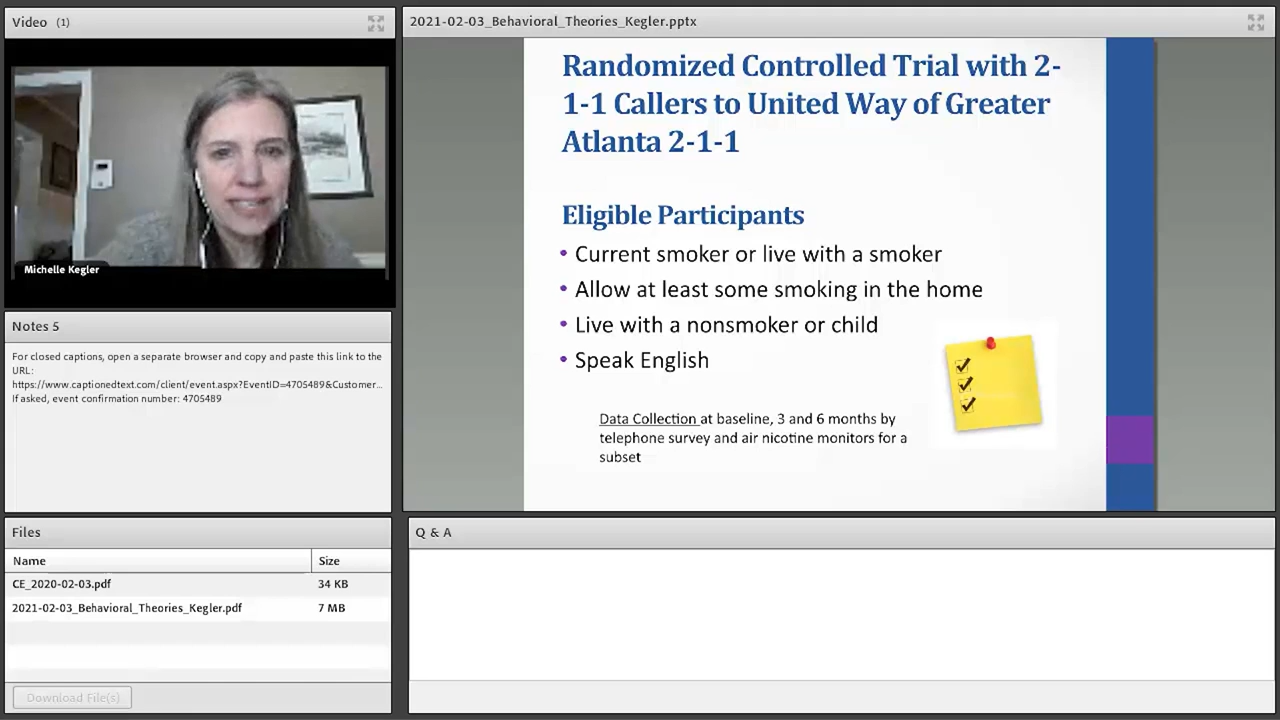 Video (1)
Michelle Kegler
Notes 5
For closed captions, open a separate browser and copy and paste this link to the
URL:
https://www.captionedtext.com/client/event.aspx?EventID=4705489&Customer...
If asked, event confirmation number: 4705489
Files
Name Size
CE_2020-02-03.pdf 34 KB
2021-02-03_Behavioral_Theories_Kegler.pdf 7 MB
Download File(s)
2021-02-03_Behavioral_Theories_Kegler.pptx
Randomized Controlled Trial with 2-
1-1 Callers to United Way of Greater
Atlanta 2-1-1
Eligible Participants
• Current smoker or live with a smoker
• Allow at least some smoking in the home
• Live with a nonsmoker or child
• Speak English
Data Collection at baseline, 3 and 6 months by
telephone survey and air nicotine monitors for a
subset
Q & A